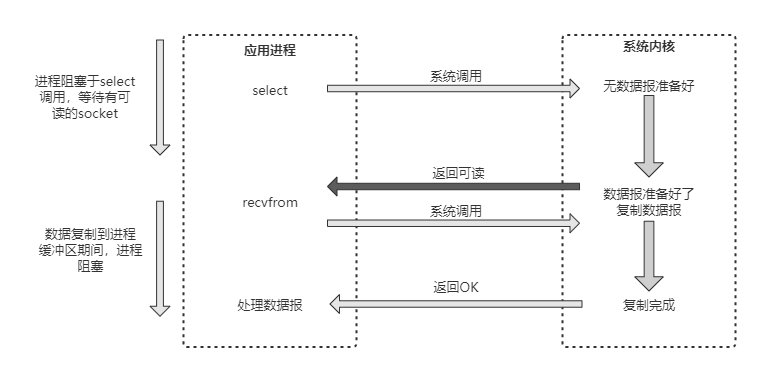 应用进程
系统内核
进程阻塞于select
调用，等待有可
读的socket
select
系统调用
无数据报准备好
返回可读
recvfrom
系统调用
数据报准备好了
复制数据报
数据复制到进程
缓冲区期间，进程
阻塞
处理数据报
返回OK
复制完成